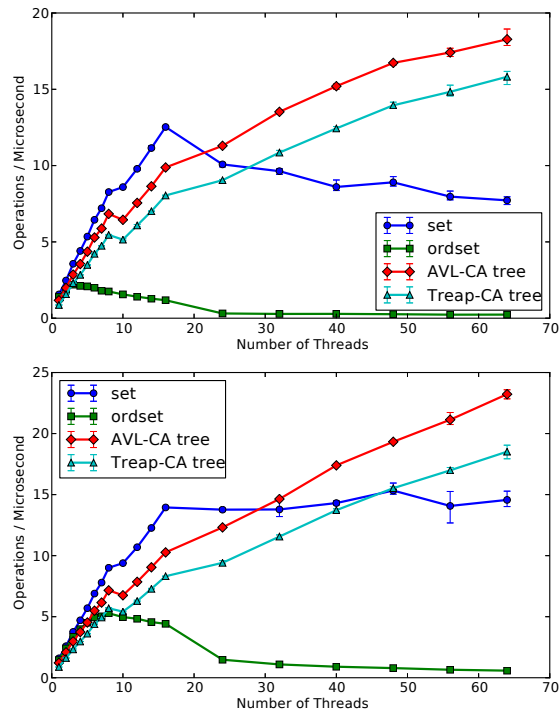 20
15
10
5
0
Operations / Microsecond
set
ordset
AVL-CA tree
Treap-CA tree
0 10 20 30 40 50 60 70
Number of Threads
25
20
15
10
5
0
Operations / Microsecond
set
ordset
AVL-CA tree
Treap-CA tree
0 10 20 30 40 50 60 70
Number of Threads